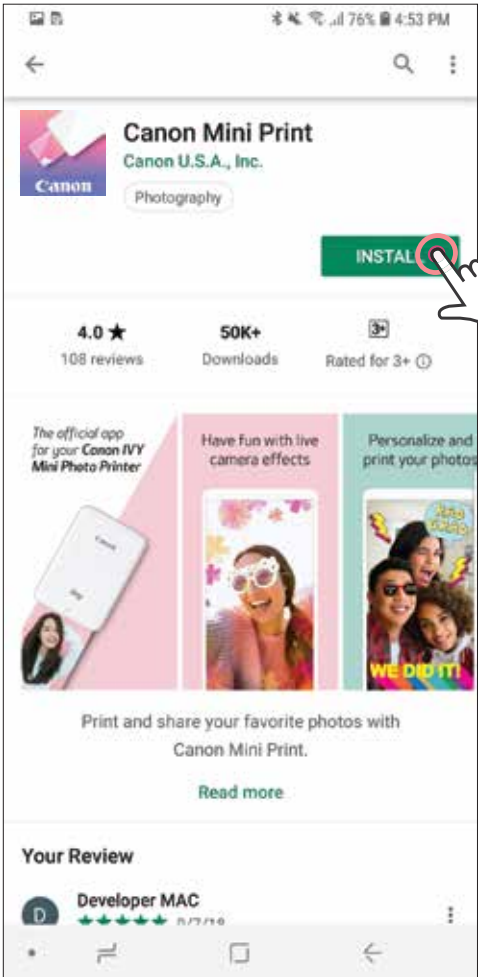 76% 4:53 PM
Canon Mini Print
Canon U.S.A., Inc.
Canon
Photography
INSTAL
4.0 ★
108 reviews
50K+
Downloads
3+
Rated for 3+
The official app
for your Canon IVY
Mini Photo Printer
Canon
Have fun with live
camera effects
Personalize and
print your photos
WE DID IT!
Print and share your favorite photos with
Canon Mini Print.
Read more
Your Review
D
Developer MAC
★★★★★